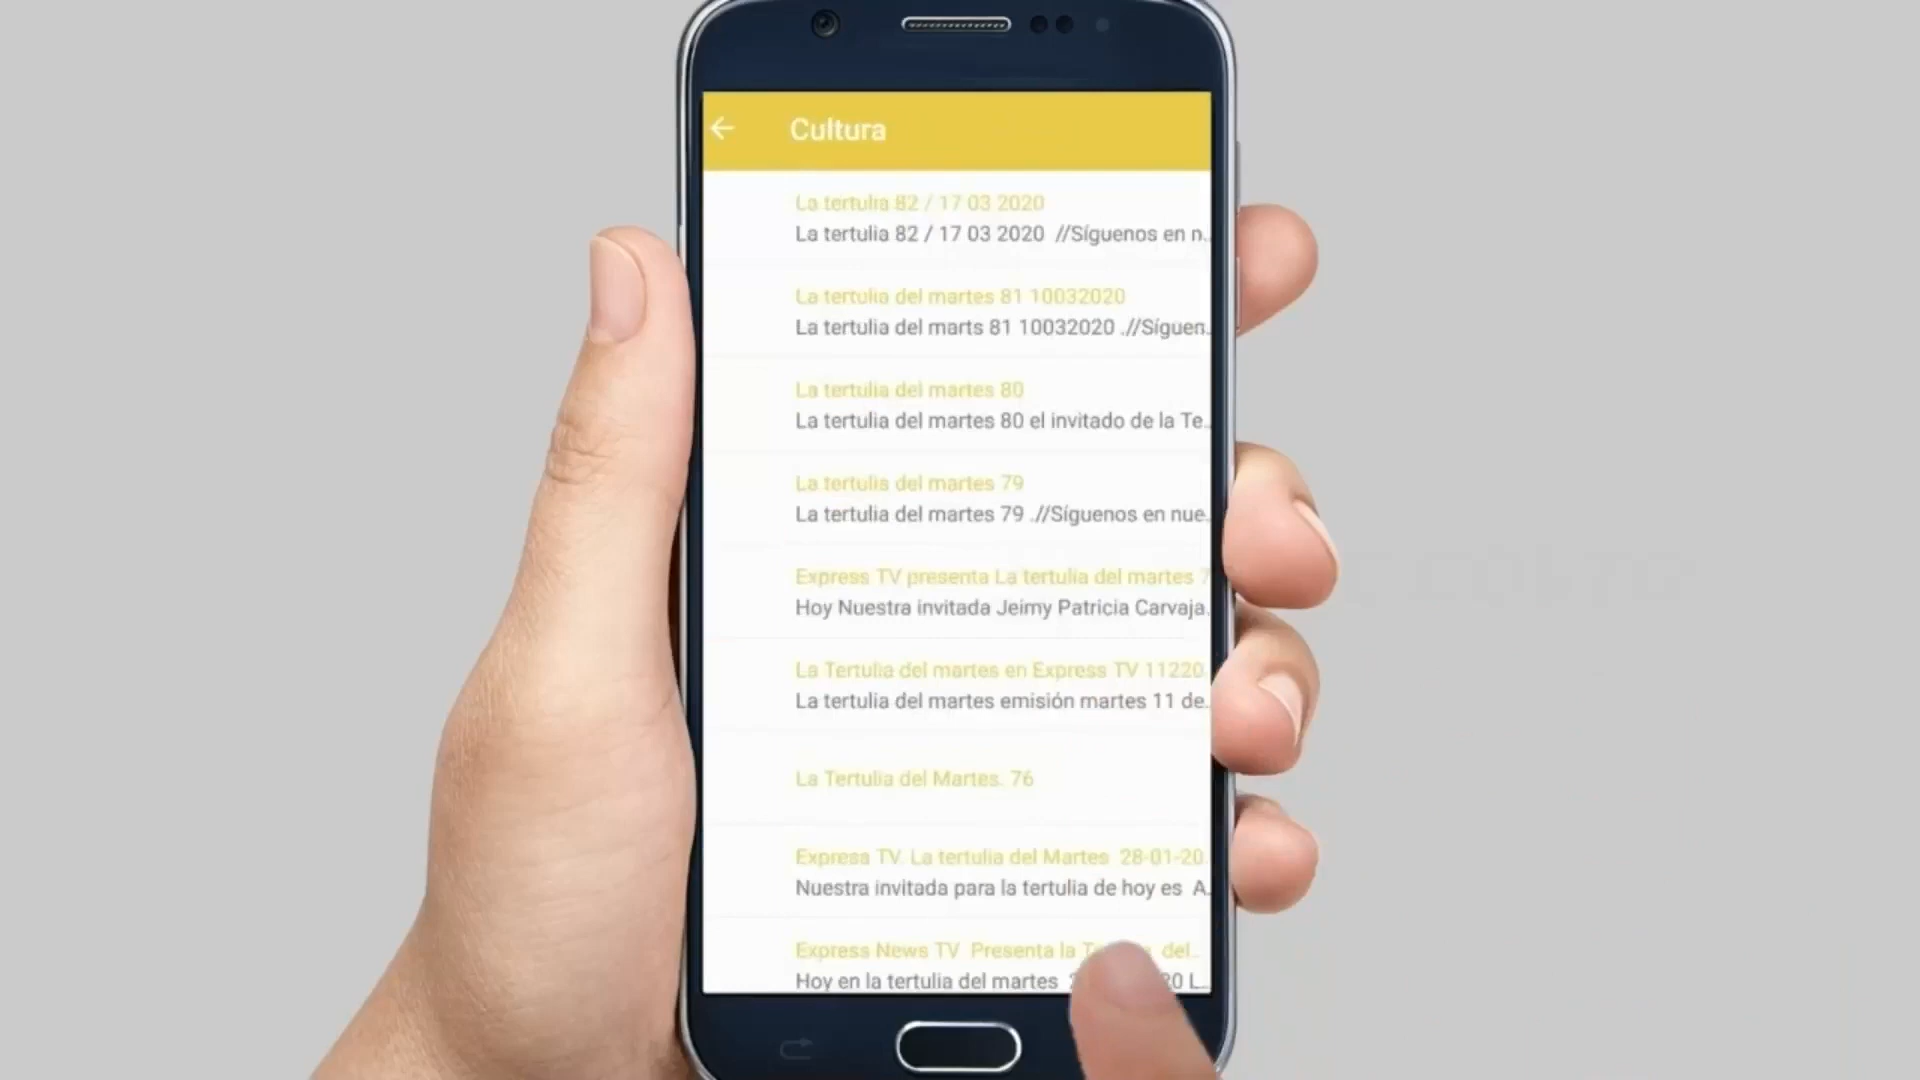 Cultura
La tertulia 82 / 17 03 2020
La tertulia 82 / 17 03 2020 //Síguenos en n..
La tertulia del martes 81 10032020
La tertulia del marts 81 10032020 .//Síguen..
La tertulia del martes 80
La tertulia del martes 80 el invitado de la Te..
La tertulia del martes 79
La tertulia del martes 79 .//Síguenos en nue..
Express TV presenta La tertulia del martes 7
Hoy Nuestra invitada Jeimy Patricia Carvaja..
La Tertulia del martes en Express TV 11220
La tertulia del martes emisión martes 11 de..
La Tertulia del Martes. 76
Express TV. La tertulia del Martes 28-01-20.
Nuestra invitada para la tertulia de hoy es A..
Express News TV Presenta la del..
Hoy en la tertulia del martes L..